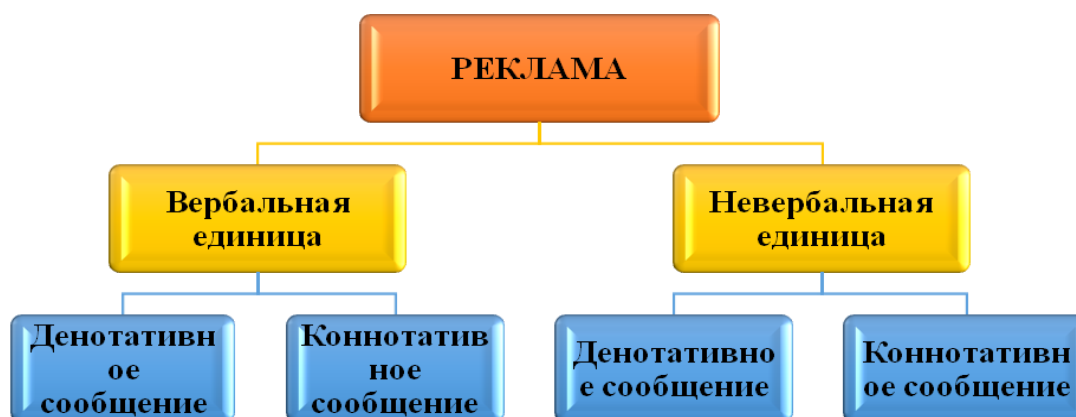 РЕКЛАМА
Вербальная
единица
Невербальная
единица
Денотативн
ое
сообщение
Коннотатив
ное
сообщение
Денотативно
е сообщение
Коннотативн
ое сообщение